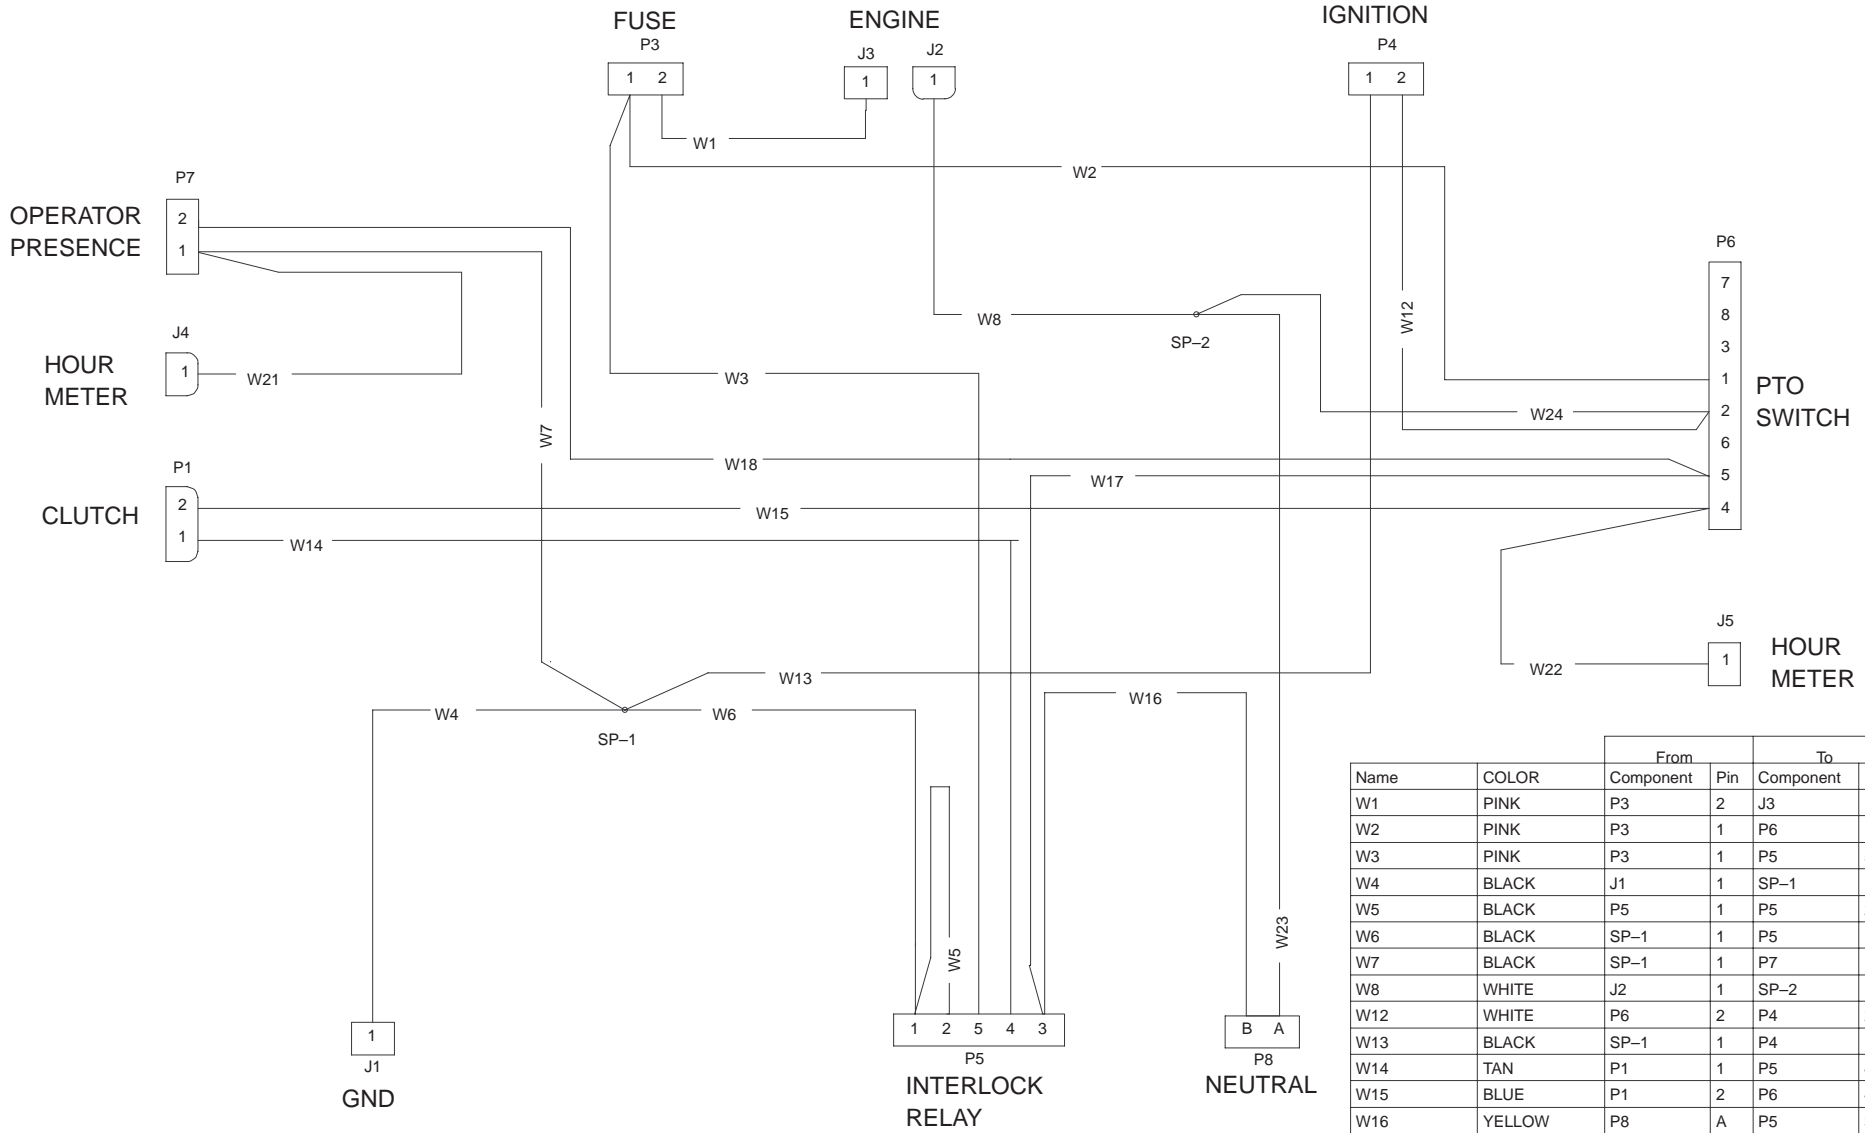 FUSE
P3
1 2
ENGINE
J3
1
J2
1
IGNITION
P4
1 2
W1
W2
P7
OPERATOR
PRESENCE
2
1
P6
7
8
3
1
2
6
5
4
PTO
SWITCH
W8
SP–2
W12
J4
HOUR
METER
1
W21
W3
W24
W7
W18
W17
P1
CLUTCH
2
1
W15
W14
J5
1
HOUR
METER
W22
W13
W16
W4
W6
SP–1
W5
W23
1
J1
GND
1 2 5 4 3
P5
INTERLOCK
RELAY
B A
P8
NEUTRAL
From To
Name COLOR Component Pin Component
W1 PINK P3 2 J3
W2 PINK P3 1 P6
W3 PINK P3 1 P5
W4 BLACK J1 1 SP–1
W5 BLACK P5 1 P5
W6 BLACK SP–1 1 P5
W7 BLACK SP–1 1 P7
W8 WHITE J2 1 SP–2
W12 WHITE P6 2 P4
W13 BLACK SP–1 1 P4
W14 TAN P1 1 P5
W15 BLUE P1 2 P6
W16 YELLOW P8 A P5